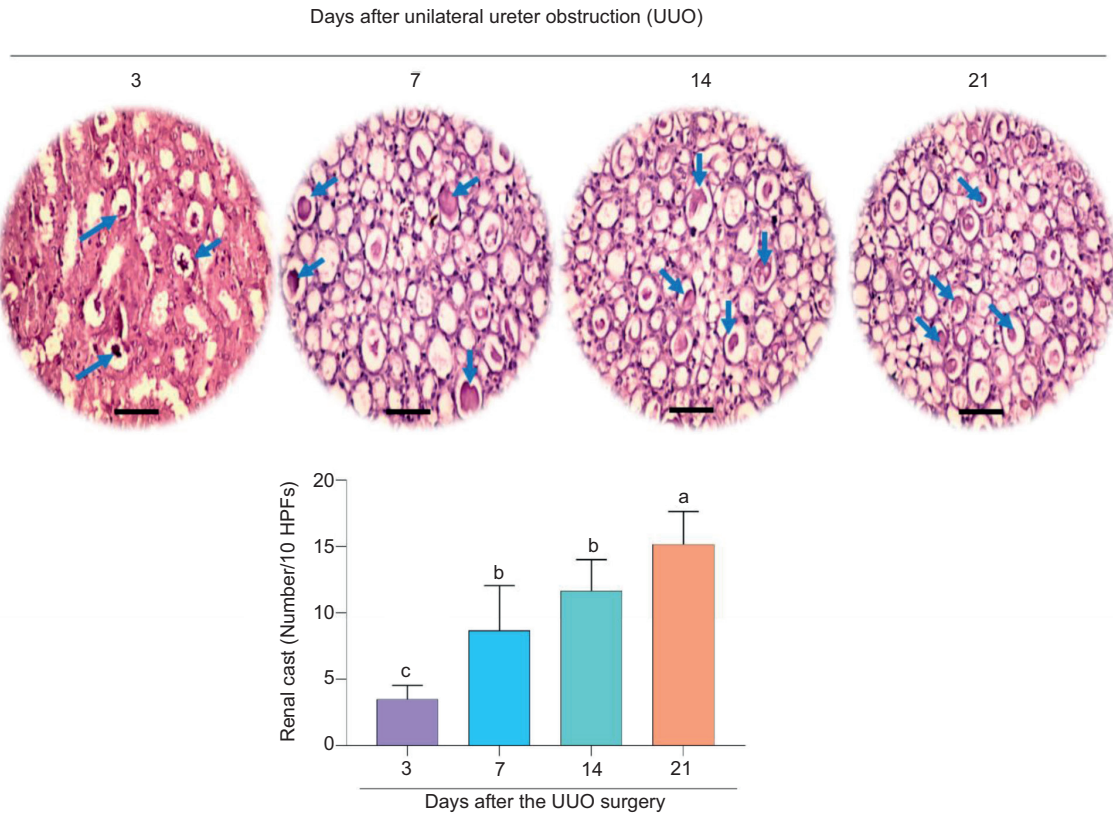 Days after unilateral ureter obstruction (UUO)
3 7 14 21
20
15
10
5
0
Renal cast (Number/10 HPFs)
c b b a
3 7 14 21
Days after the UUO surgery